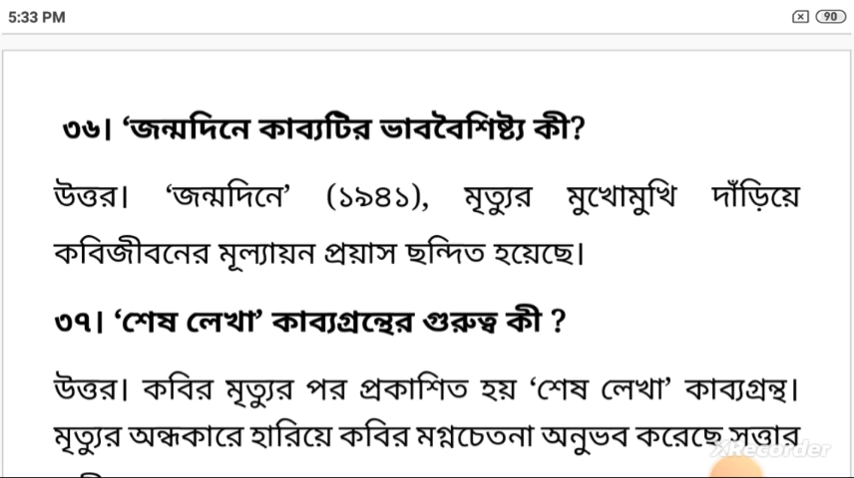 5:33 PM
90
৩৬। ‘জন্মদিনে কাব্যটির ভাববৈশিষ্ট্য কী?
উত্তর। ‘জন্মদিনে’ (১৯৪১), মৃত্যুর মুখোমুখি দাঁড়িয়ে
কবিজীবনের মূল্যায়ন প্রয়াস ছন্দিত হয়েছে।
৩৭। ‘শেষ লেখা’ কাব্যগ্রন্থের গুরুত্ব কী ?
উত্তর। কবির মৃত্যুর পর প্রকাশিত হয় ‘শেষ লেখা’ কাব্যগ্রন্থ।
মৃত্যুর অন্ধকারে হারিয়ে কবির মগ্নচেতনা অনুভব করেছে সত্তার
XRecorder